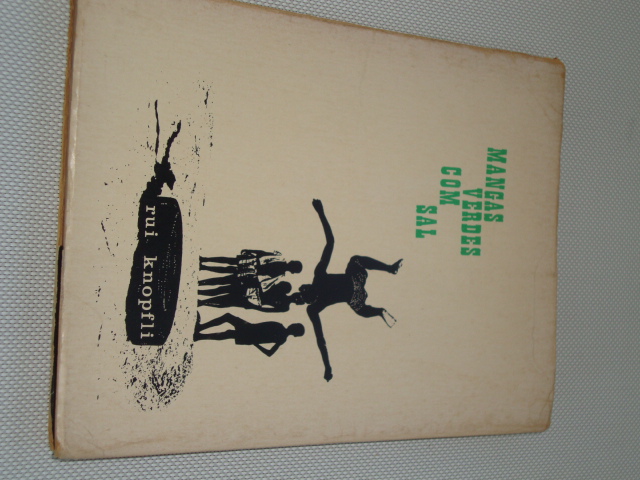 MANGAS
VERDES
COM
SAL
rui knopfli